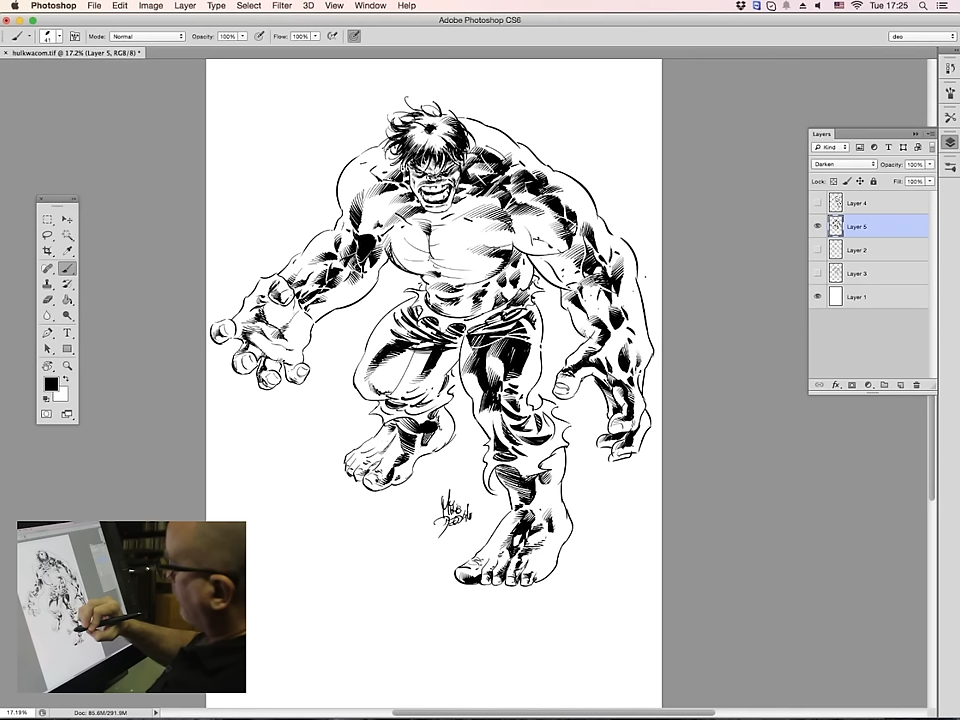 Photoshop File Edit Image Layer Type Select Filter 3D View Window Help Tue 17:25
Adobe Photoshop CS6
41 Mode: Normal Opacity: 100% Flow: 100% deo
× hulkwacom.tif @ 17.2% (Layer 5, RGB/8) *
Layers
Kind
Darken Opacity: 100%
Lock: Fill: 100%
Layer 4
Layer 5
Layer 2
Layer 3
Layer 1
T
T
MIKE
DEODATO
17.19% Doc: 85.6M/291.9M